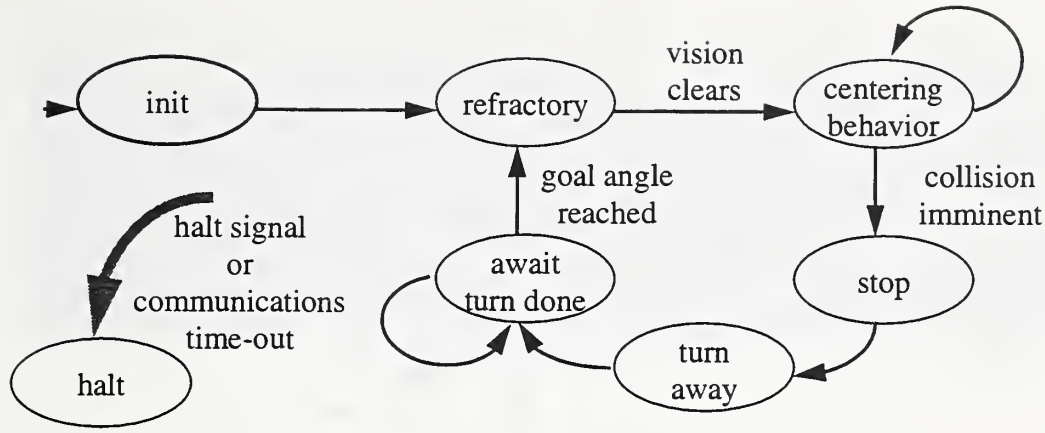 init
refractory
vision
clears
centering
behavior
goal angle
reached
collision
imminent
halt signal
or
communications
time-out
await
turn done
stop
turn
away
halt